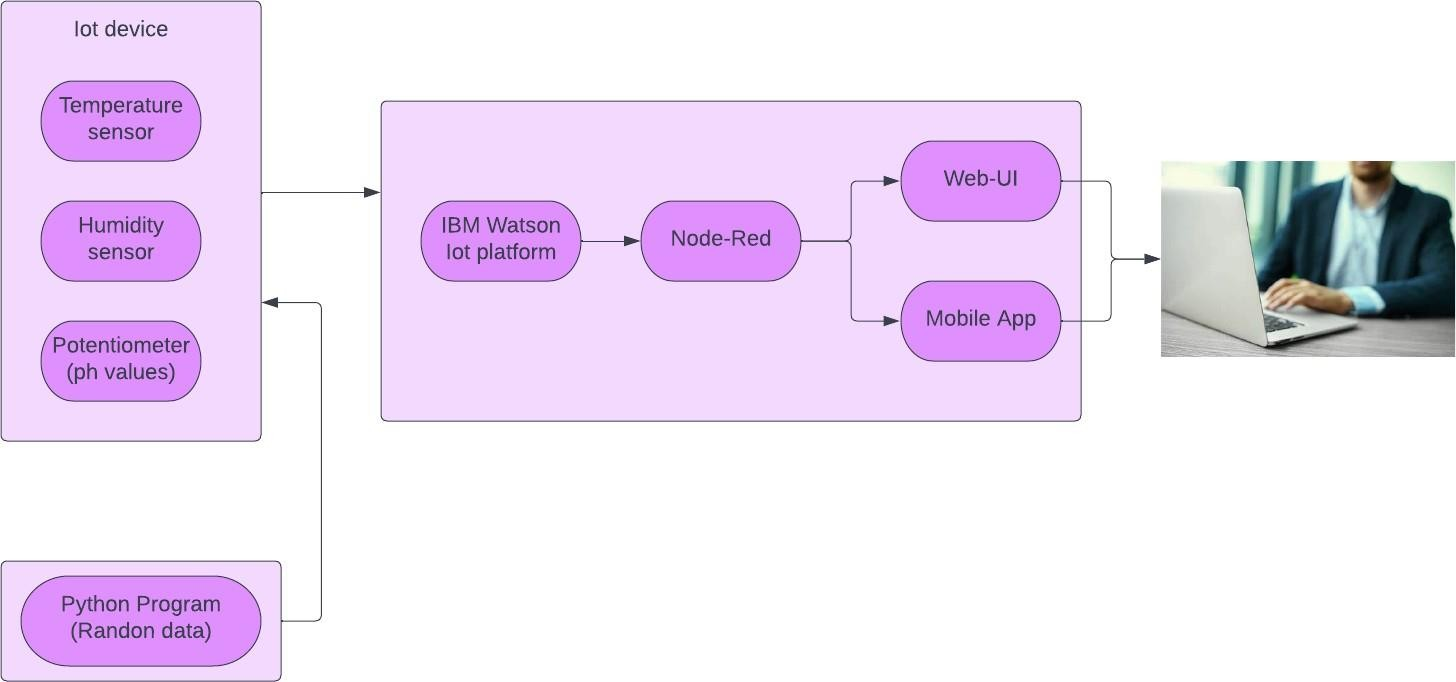 Iot device
Temperature
sensor
Humidity
sensor
Potentiometer
(ph values)
IBM Watson
Iot platform
Node-Red
Web-UI
Mobile App
Python Program
(Randon data)